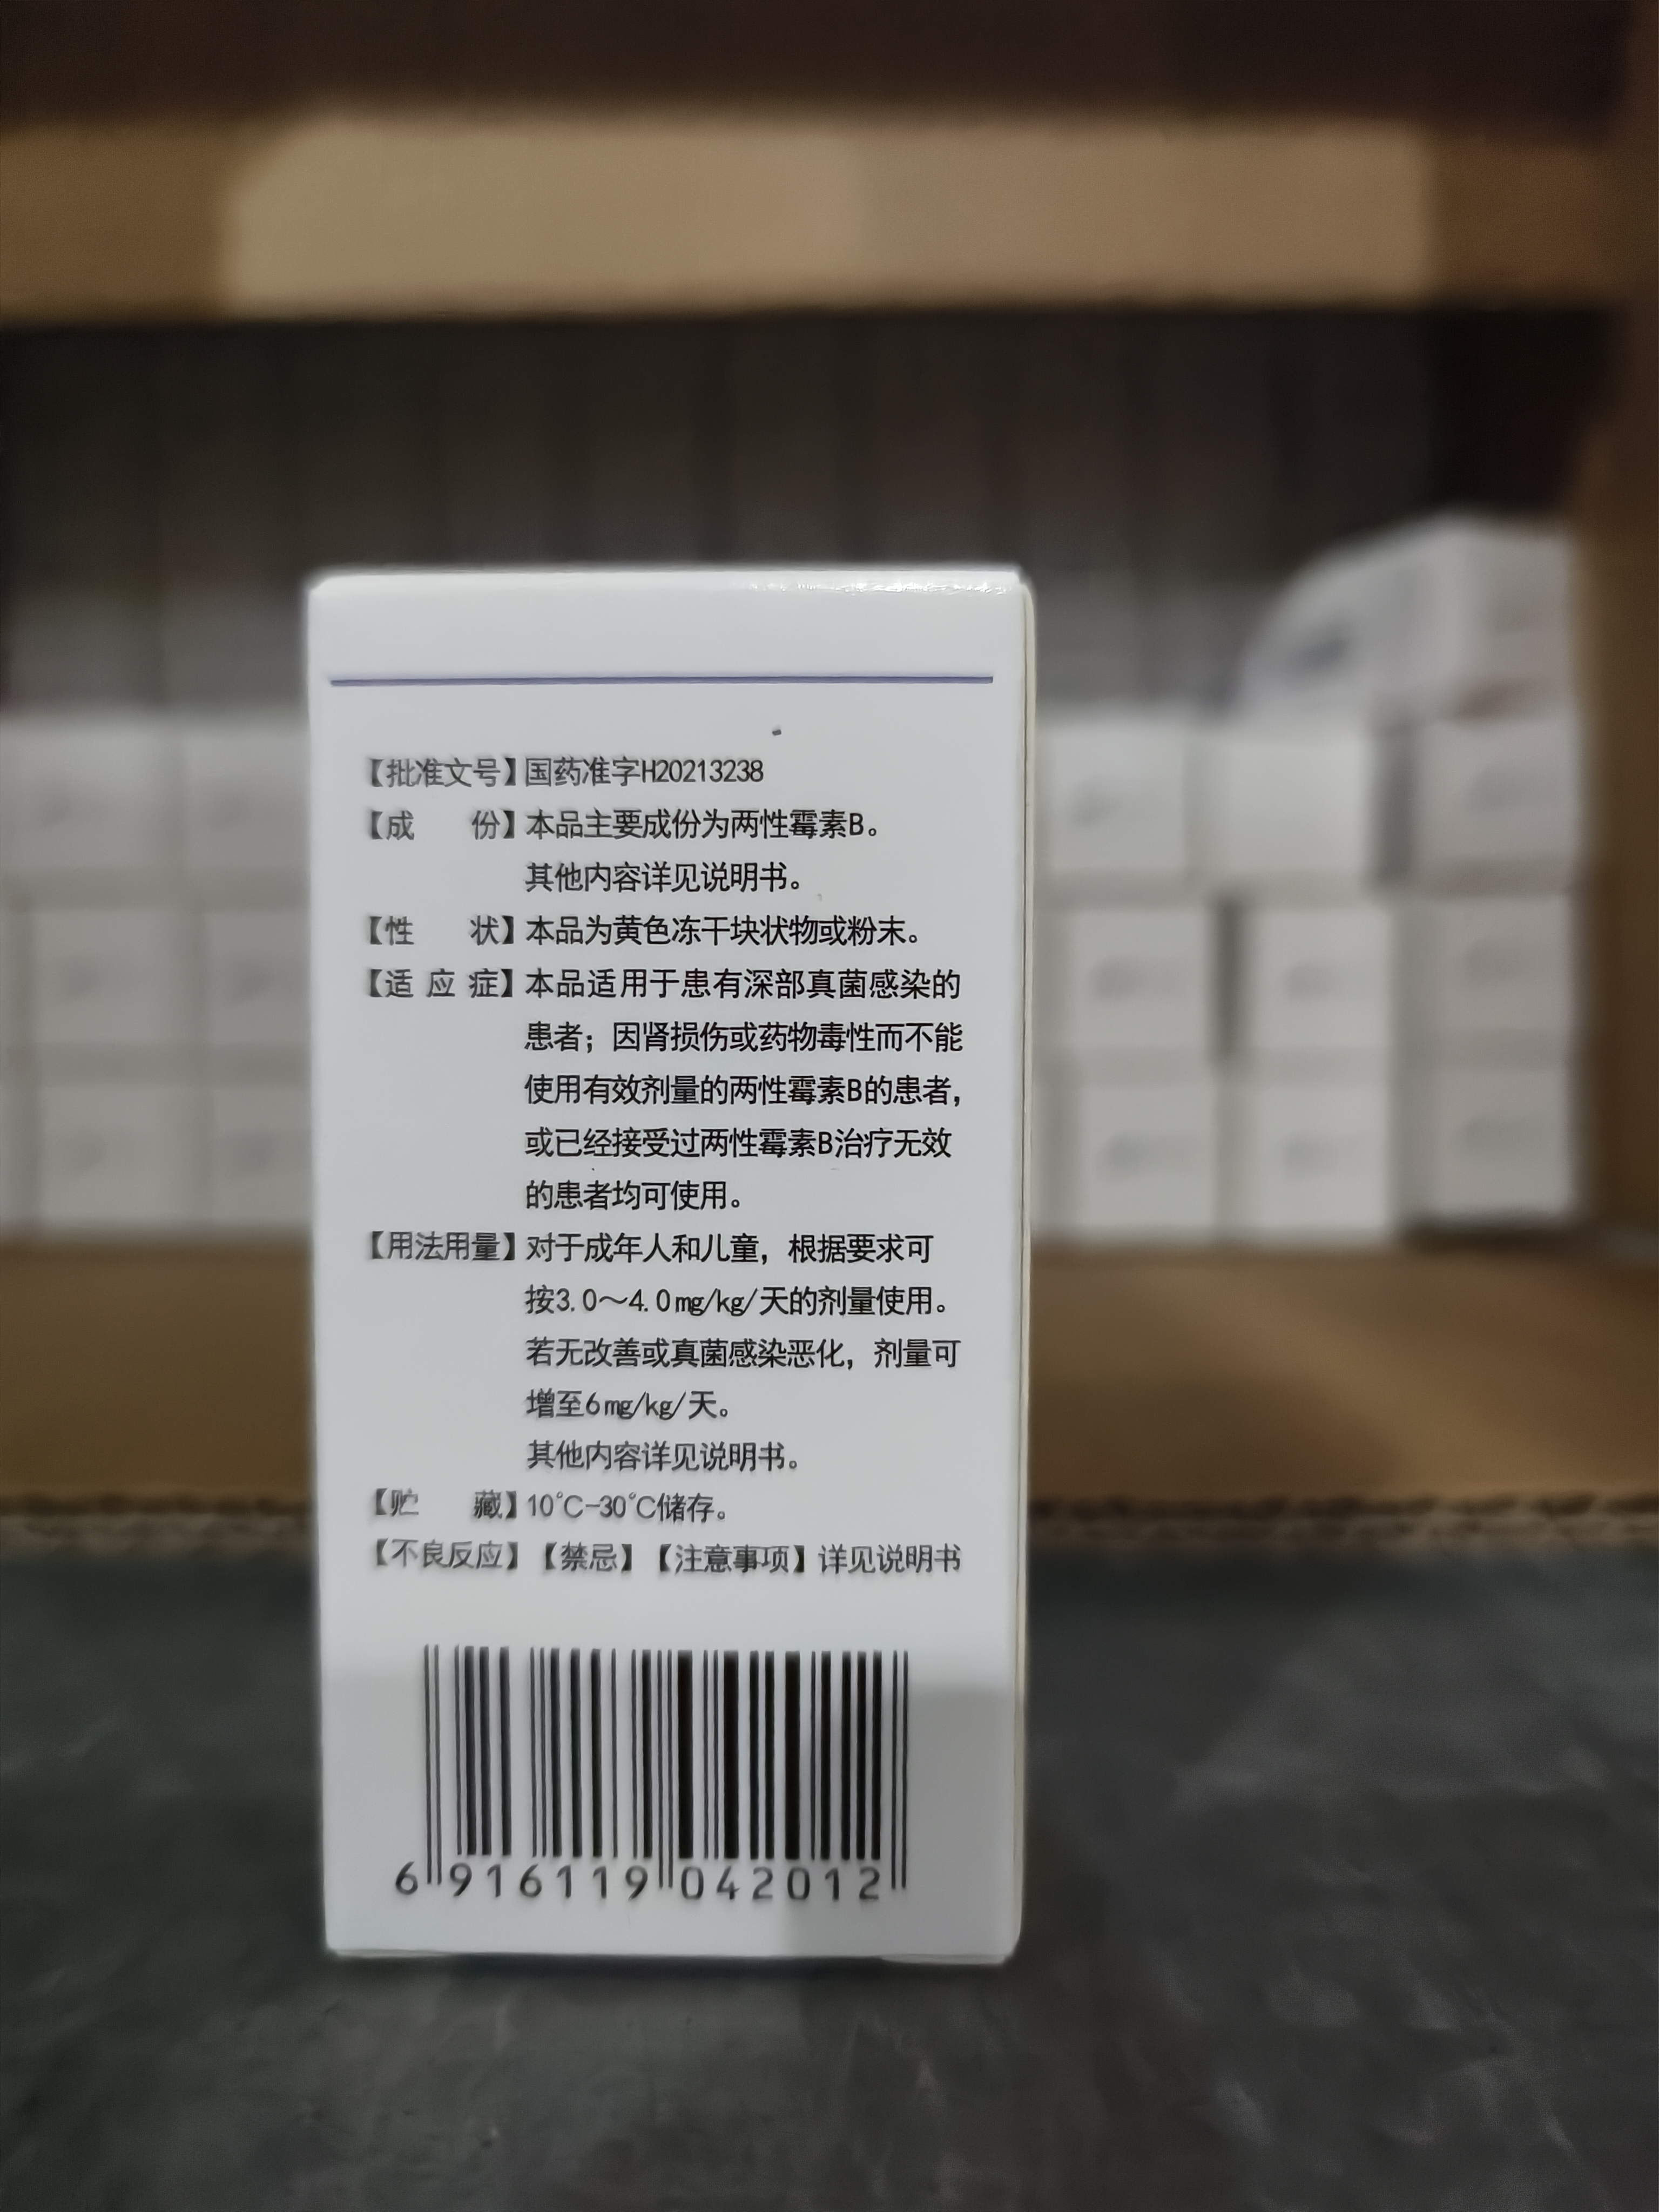 【批准文号】国药准字H20213238
【成　份】本品主要成份为两性霉素B。
其他内容详见说明书。
【性　状】本品为黄色冻干块状物或粉末。
【适应症】本品适用于患有深部真菌感染的
患者；因肾损伤或药物毒性而不能
使用有效剂量的两性霉素B的患者，
或已经接受过两性霉素B治疗无效
的患者均可使用。
【用法用量】对于成年人和儿童，根据要求可
按3.0～4.0mg/kg/天的剂量使用。
若无改善或真菌感染恶化，剂量可
增至6mg/kg/天。
其他内容详见说明书。
【贮　藏】10°C-30°C储存。
【不良反应】【禁忌】【注意事项】详见说明书
6 916119 042012